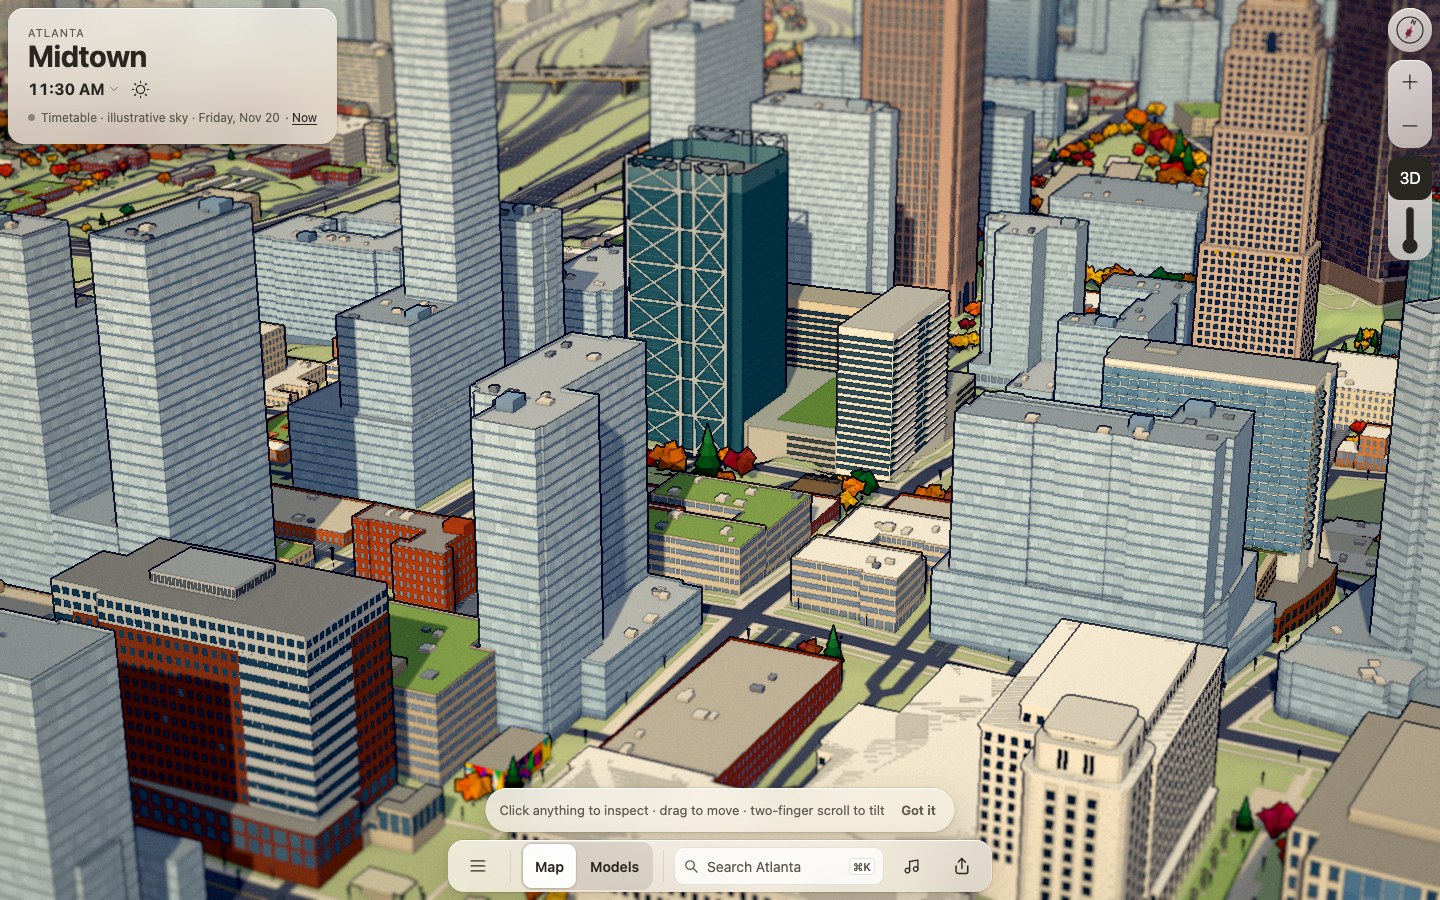 ATLANTA
Midtown
11:30 AM
Timetable · illustrative sky · Friday, Nov 20 · Now
N
3D
Click anything to inspect · drag to move · two-finger scroll to tilt Got it
Map Models Search Atlanta ⌘K